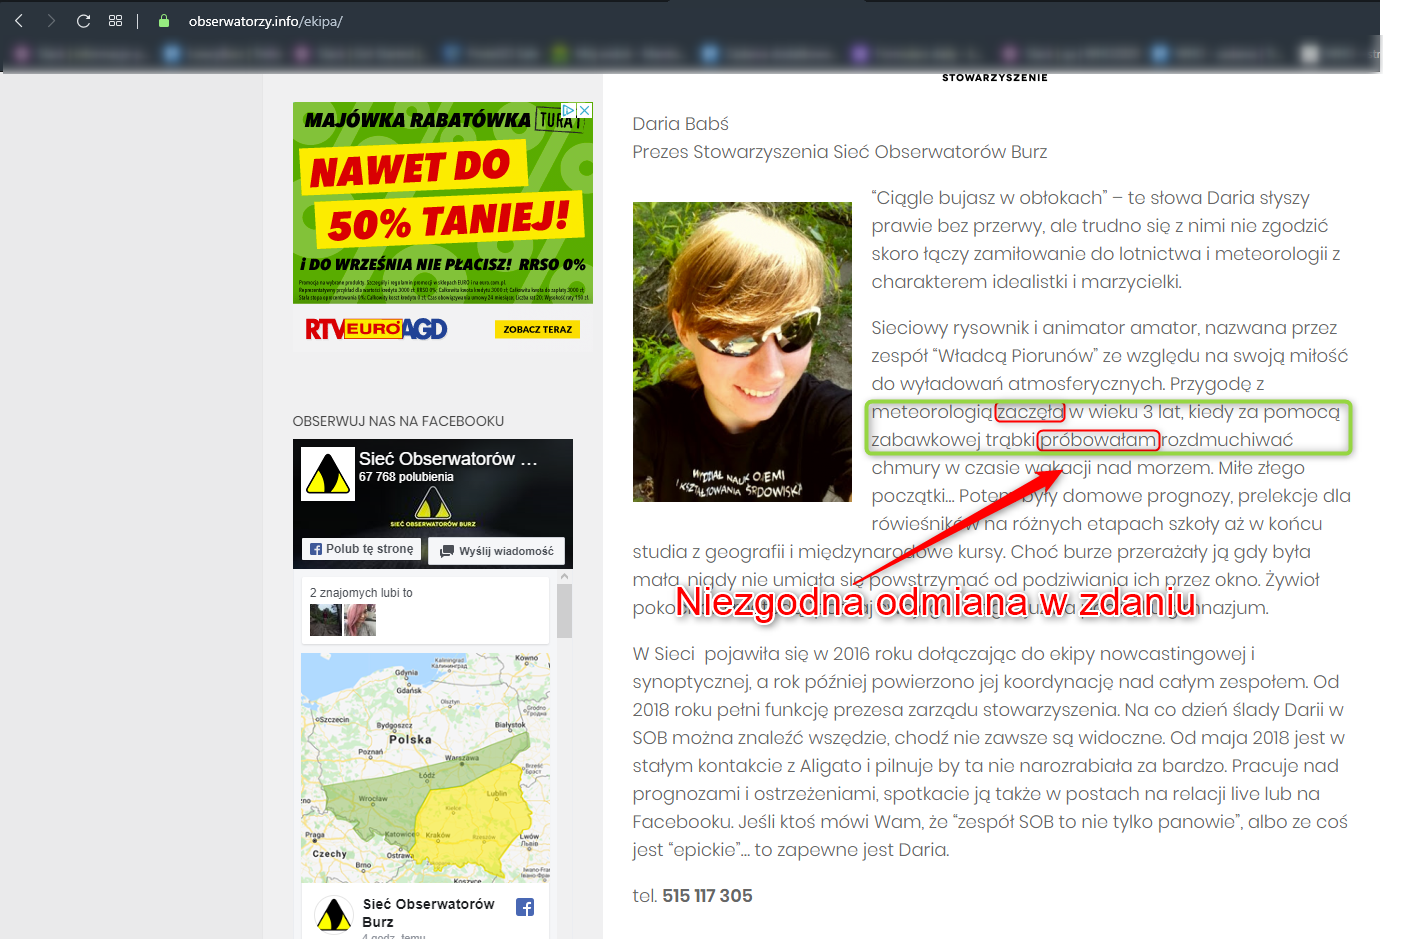 obserwatorzy.info/ekipa/
STOWARZYSZENIE
MAJÓWKA RABATÓWKA
TURAT
NAWET DO
50% TANIEJ!
i DO WRZEŚNIA NIE PŁACISZ! RRSO 0%
RTV EURO AGD
ZOBACZ TERAZ
OBSERWUJ NAS NA FACEBOOKU
Sieć Obserwatorów ...
67 768 polubienia
SIEĆ OBSERWATORÓW BURZ
Polub tę stronę
Wyślij wiadomość
2 znajomych lubi to
Kaliningrad
Калининград
Gdynia
Gdańsk
Kowno
Olsztyn
Grodno
Szczecin
Bydgoszcz
Białystok
Polska
Poznań
Warszawa
Brześć
Łódź
Wrocław
Lublin
Kielce
Praga
Katowice
Kraków
Rzeszów
Lwów
Львів
Czechy
Ostrawa
Brno
Koszyce
Sieć Obserwatorów
Burz
4 godz. temu
Daria Babś
Prezes Stowarzyszenia Sieć Obserwatorów Burz
“Ciągle bujasz w obłokach” – te słowa Daria słyszy
prawie bez przerwy, ale trudno się z nimi nie zgodzić
skoro łączy zamiłowanie do lotnictwa i meteorologii z
charakterem idealistki i marzycielki.
WYDZIAŁ NAUK O ZIEMI
I KSZTAŁTOWANIA ŚRODOWISKA
Sieciowy rysownik i animator amator, nazwana przez
zespół “Władcą Piorunów” ze względu na swoją miłość
do wyładowań atmosferycznych. Przygodę z
meteorologią zaczęła w wieku 3 lat, kiedy za pomocą
zabawkowej trąbki próbowałam rozdmuchiwać
chmury w czasie wakacji nad morzem. Miłe złego
początki... Potem były domowe prognozy, prelekcje dla
rówieśników na różnych etapach szkoły aż w końcu
studia z geografii i międzynarodowe kursy. Choć burze przerażały ją gdy była
mała, nigdy nie umiała się powstrzymać od podziwiania ich przez okno. Żywioł
Niezgodna odmiana w zdaniu
W Sieci pojawiła się w 2016 roku dołączając do ekipy nowcastingowej i
synoptycznej, a rok później powierzono jej koordynację nad całym zespołem. Od
2018 roku pełni funkcję prezesa zarządu stowarzyszenia. Na co dzień ślady Darii w
SOB można znaleźć wszędzie, chodź nie zawsze są widoczne. Od maja 2018 jest w
stałym kontakcie z Aligato i pilnuje by ta nie narozrabiała za bardzo. Pracuje nad
prognozami i ostrzeżeniami, spotkacie ją także w postach na relacji live lub na
Facebooku. Jeśli ktoś mówi Wam, że “zespół SOB to nie tylko panowie”, albo ze coś
jest “epickie”... to zapewne jest Daria.
tel. 515 117 305